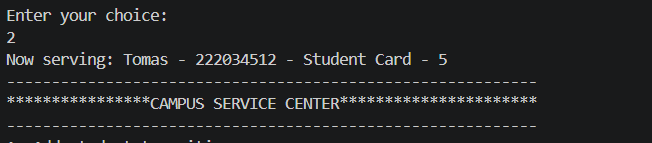 Enter your choice:
2
Now serving: Tomas - 222034512 - Student Card - 5
-----------------------------------------------------------
****************CAMPUS SERVICE CENTER**********************
-----------------------------------------------------------